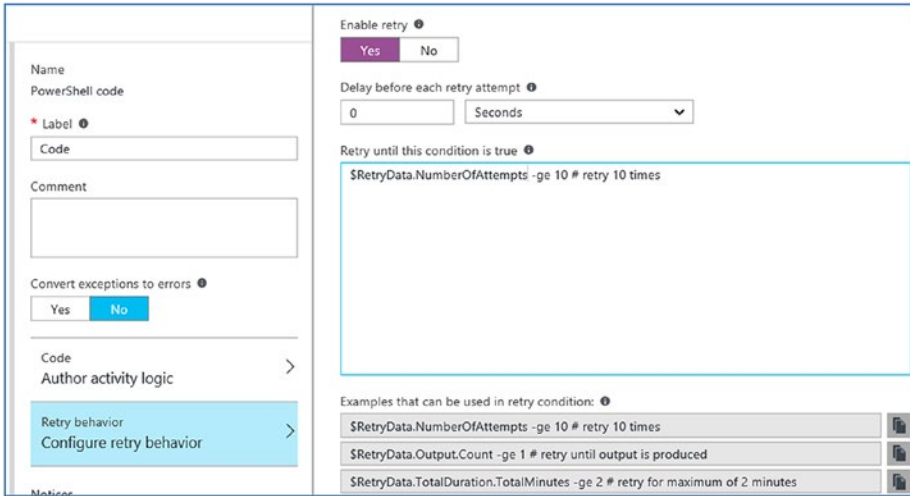 Name
PowerShell code
* Label
Code
Comment
Convert exceptions to errors
Yes No
Code
Author activity logic
Retry behavior
Configure retry behavior
Notices
Enable retry
Yes No
Delay before each retry attempt
0 Seconds
Retry until this condition is true
$RetryData.NumberOfAttempts -ge 10 # retry 10 times
Examples that can be used in retry condition:
$RetryData.NumberOfAttempts -ge 10 # retry 10 times
$RetryData.Output.Count -ge 1 # retry until output is produced
$RetryData.TotalDuration.TotalMinutes -ge 2 # retry for maximum of 2 minutes